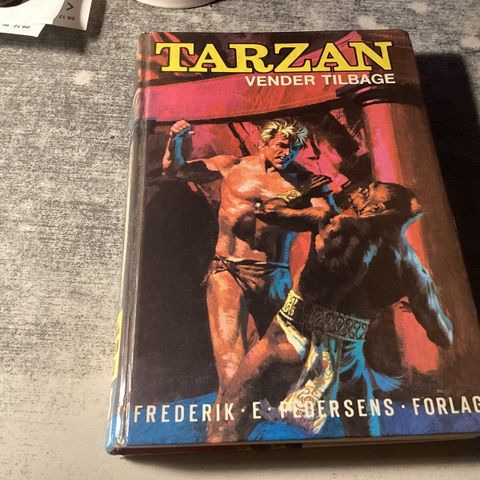 TARZAN
VENDER TILBAGE
FREDERIK · E · PEDERSENS · FORLAG